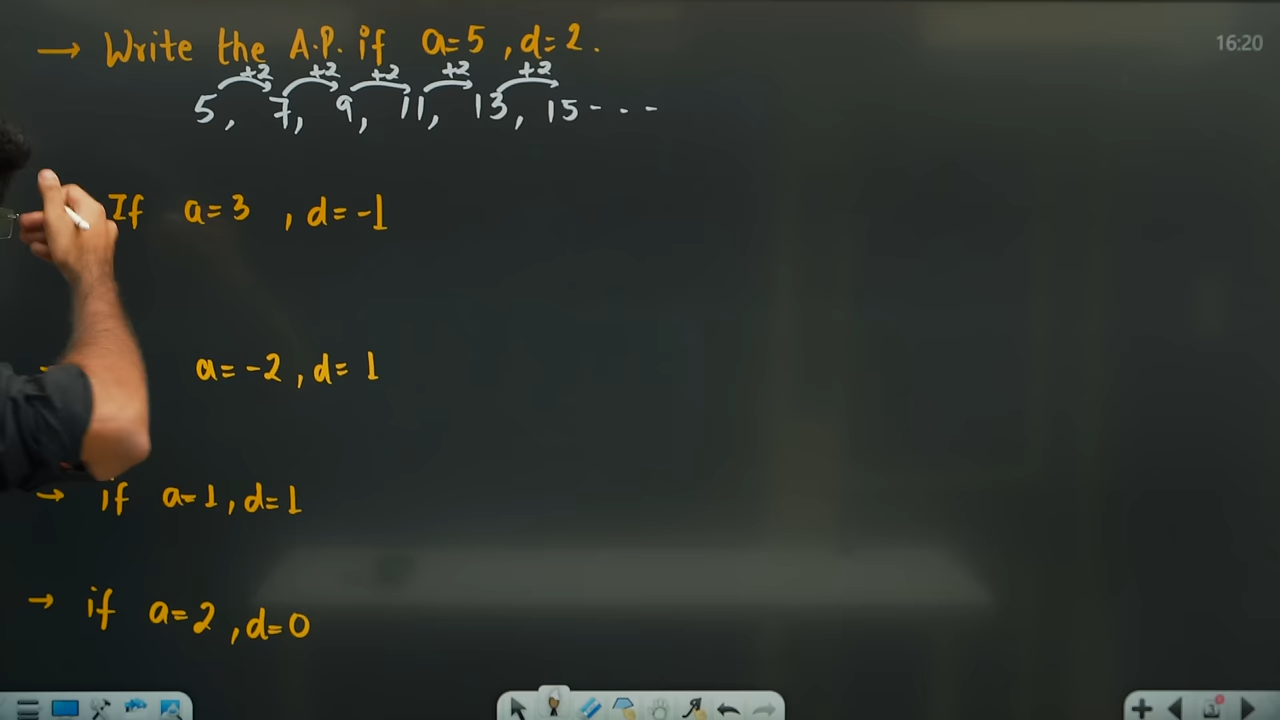 → Write the A.P. if a=5 , d=2.
+2 +2 +2 +2 +2
5, 7, 9, 11, 13, 15 - - -
If a=3 , d=-1
a=-2, d=1
→ if a=1, d=1
→ if a=2, d=0
16:20